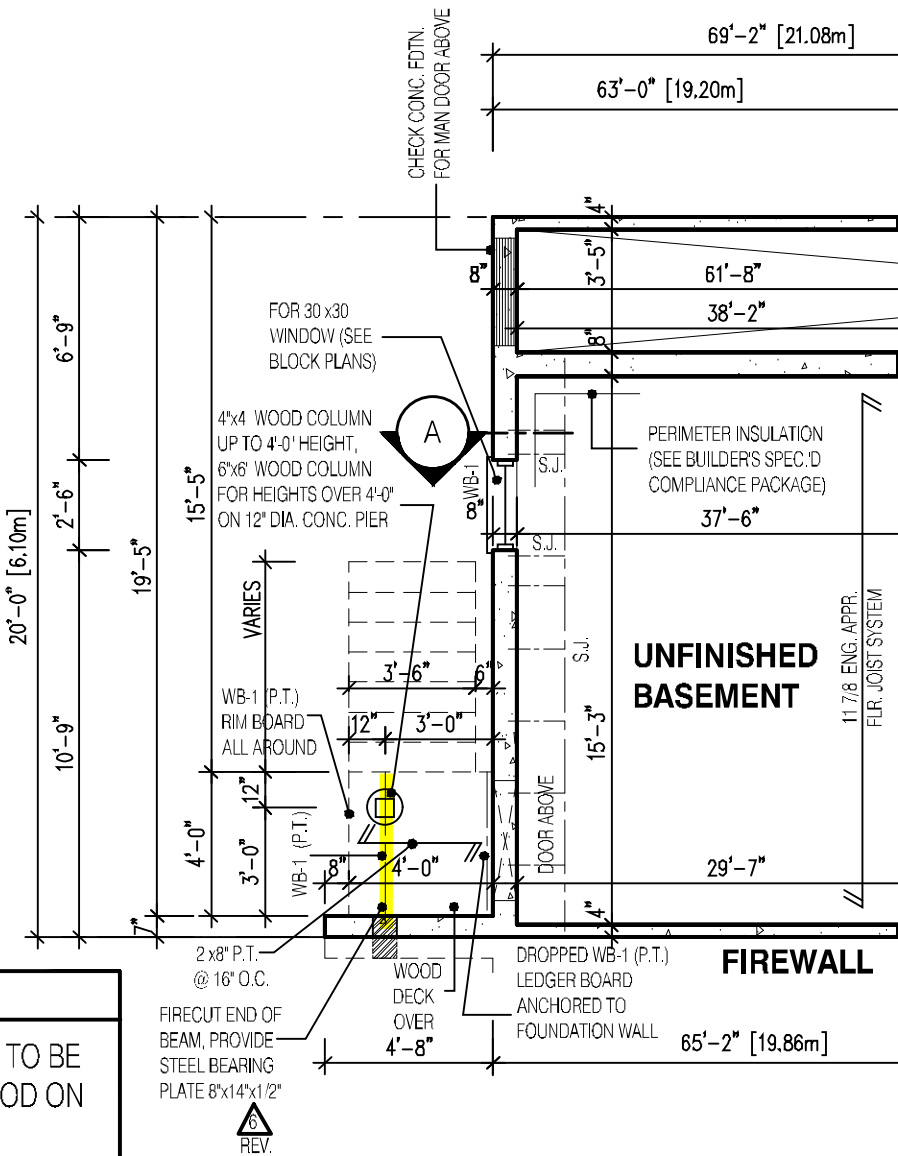 69'-2" [21.08m]
63'-0" [19,20m]
CHECK CONC. FDTN.
FOR MAN DOOR ABOVE
4"
3'-5"
8"
8"
61'-8"
38'-2"
FOR 30 x30
WINDOW (SEE
BLOCK PLANS)
4"x4 WOOD COLUMN
UP TO 4'-0' HEIGHT,
6"x6' WOOD COLUMN
FOR HEIGHTS OVER 4'-0"
ON 12" DIA. CONC. PIER
A
WB-1
8"
S.J.
S.J.
S.J.
PERIMETER INSULATION
(SEE BUILDER'S SPEC.'D
COMPLIANCE PACKAGE)
37'-6"
6'-9"
2'-6"
10'-9"
20'-0" [6,10m]
19'-5"
15'-5"
VARIES
12"
4'-0"
3'-0"
7"
3'-6"
6"
12"
3'-0"
WB-1 (P.T.)
RIM BOARD
ALL AROUND
WB-1 (P.T.)
8"
4'-0"
DOOR ABOVE
UNFINISHED
BASEMENT
15'-3"
11 7/8 ENG. APPR.
FLR. JOIST SYSTEM
29'-7"
4"
FIREWALL
2 x8" P.T.
@ 16" O.C.
FIRECUT END OF
BEAM, PROVIDE
STEEL BEARING
PLATE 8"x14"x1/2"
6
REV.
WOOD
DECK
OVER
4'-8"
DROPPED WB-1 (P.T.)
LEDGER BOARD
ANCHORED TO
FOUNDATION WALL
65'-2" [19.86m]
TO BE
OD ON